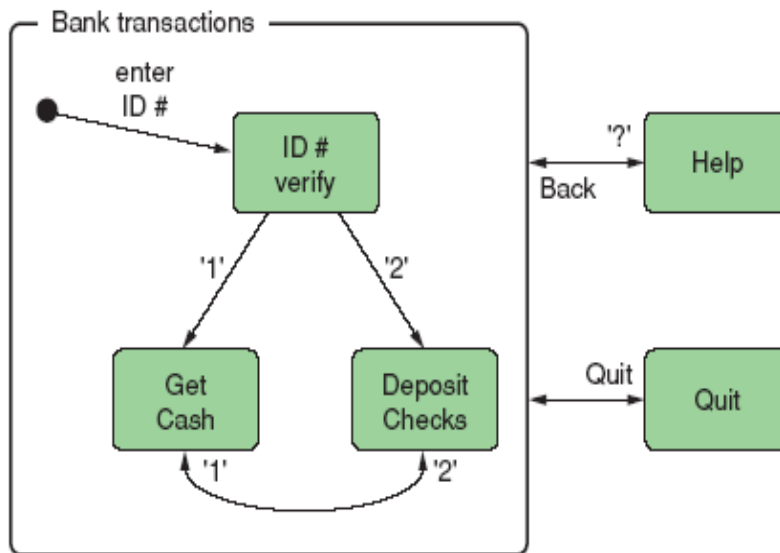 Bank transactions
enter
ID #
ID #
verify
'?'
Help
Back
'1'
'2'
Get
Cash
Deposit
Checks
Quit
Quit
'1'
'2'